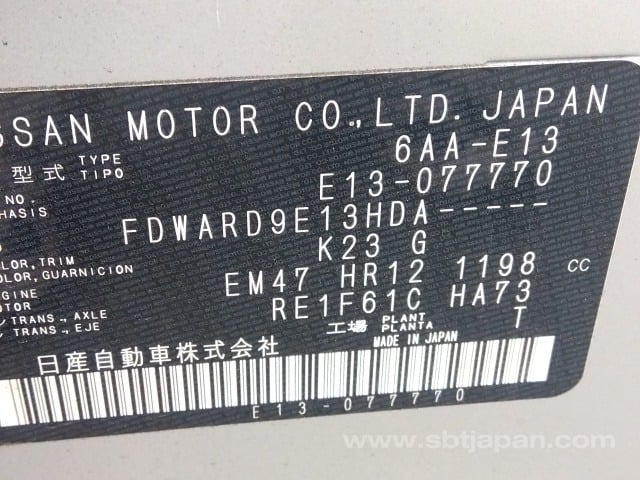 SSAN MOTOR CO.,LTD. JAPAN
型式 TYPE TIPO 6AA-E13
NO. HASIS E13-077770
FDWARD9E13HDA-----
OLOR,TRIM OLOR,GUARNICION K23 G
NGINE EM47 HR12 1198 CC
TRANS.,AXLE TRANS.,EJE RE1F61C HA73
工場 PLANT PLANTA T
日産自動車株式会社 MADE IN JAPAN
E13-077770
www.sbtjapan.com